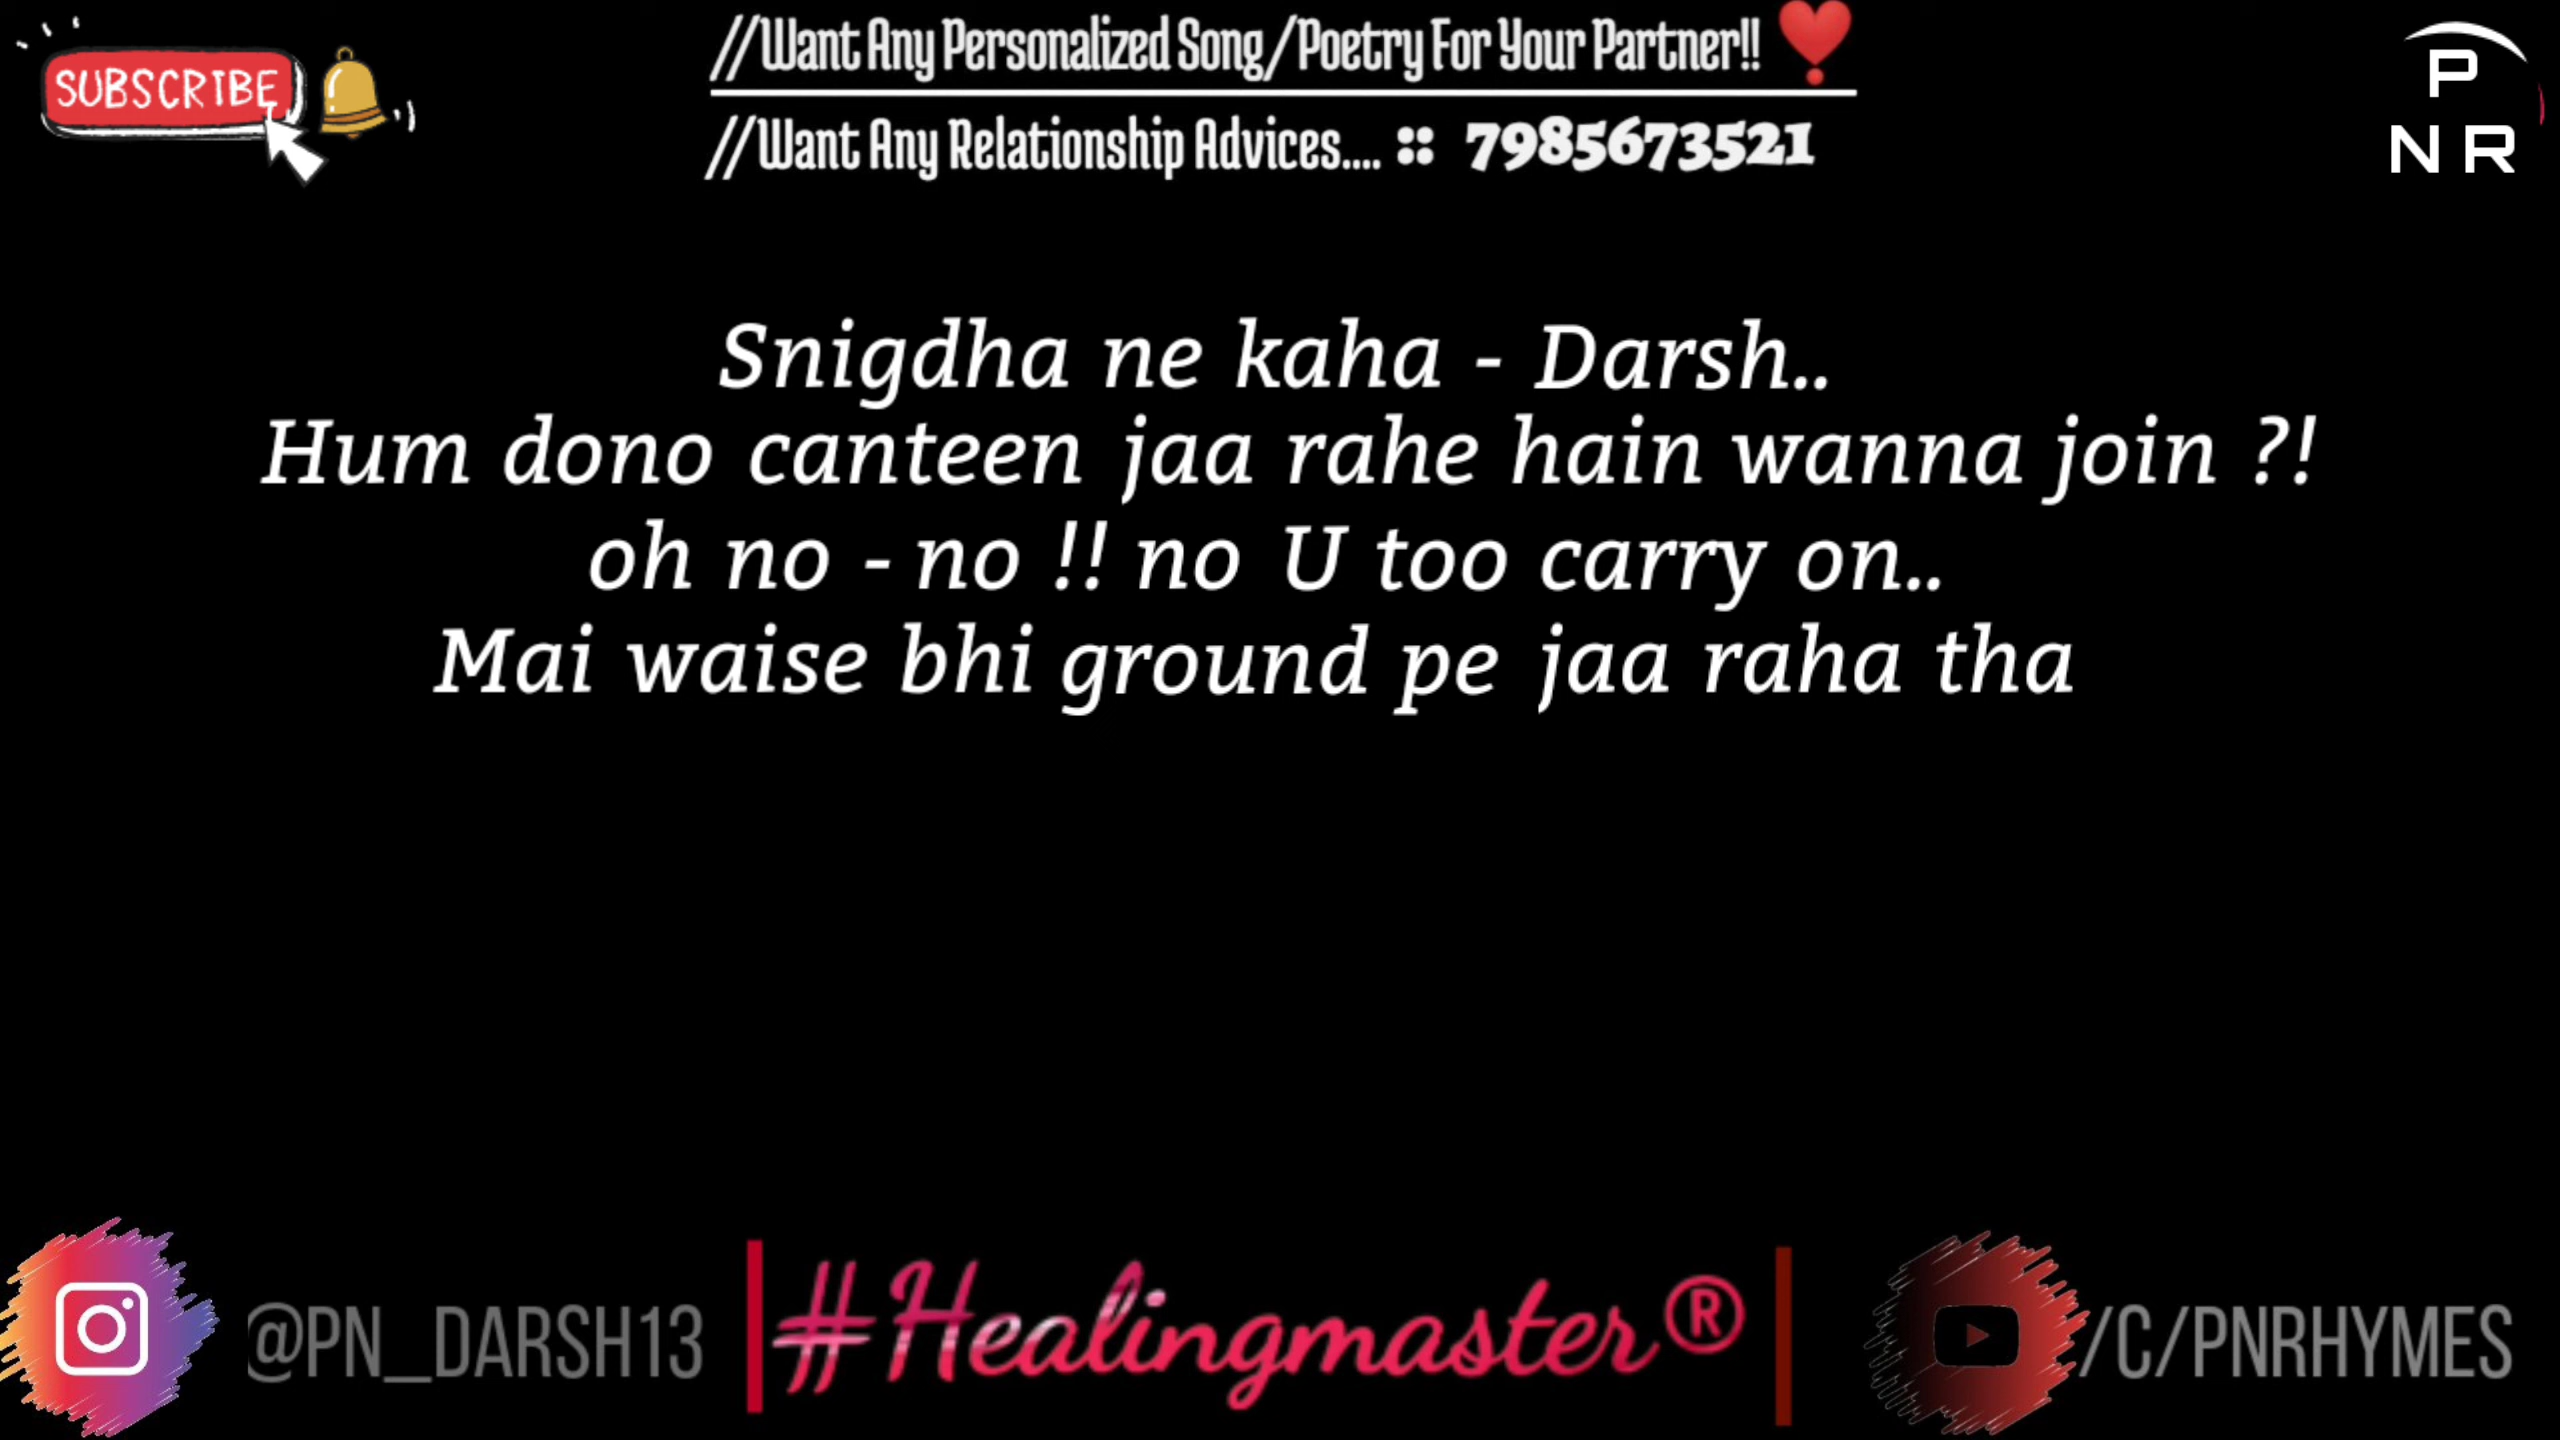 SUBSCRIBE
//Want Any Personalized Song/Poetry For Your Partner!! ❣️
//Want Any Relationship Advices.... :: 7985673521
P
NR
Snigdha ne kaha - Darsh..
Hum dono canteen jaa rahe hain wanna join ?!
oh no - no !! no U too carry on..
Mai waise bhi ground pe jaa raha tha
@PN_DARSH13
#Healingmaster®
/C/PNRHYMES